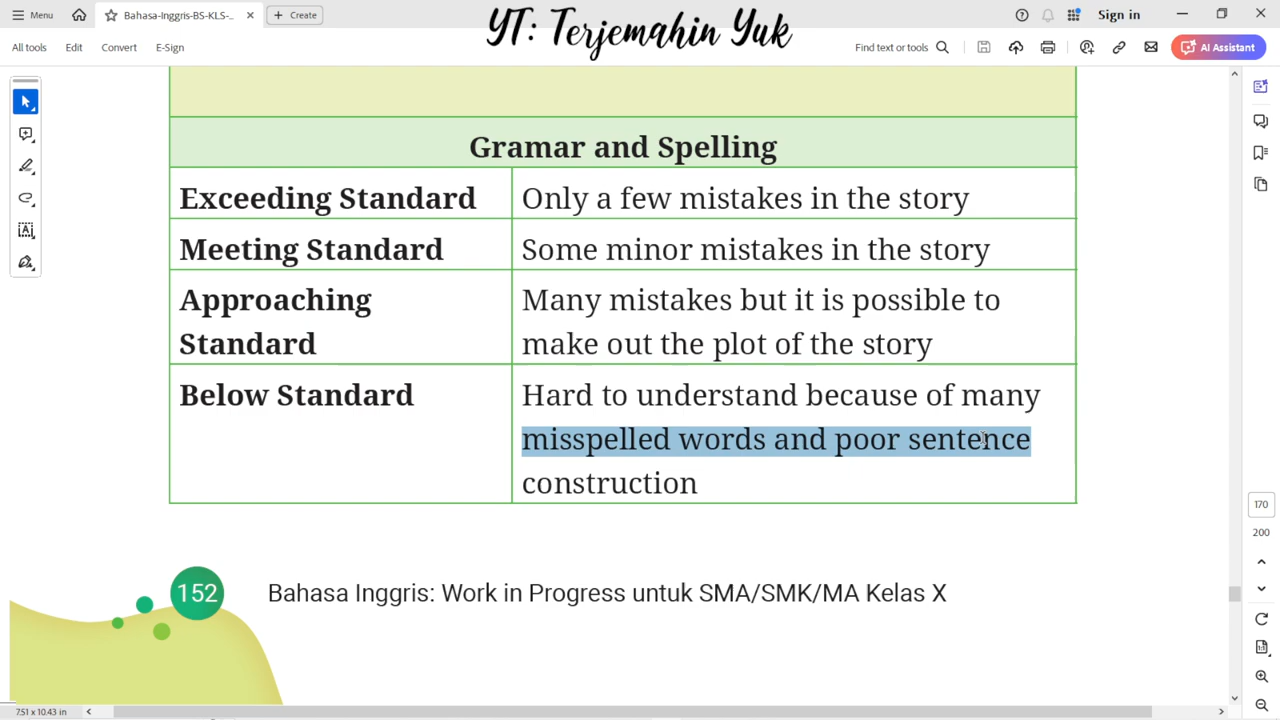 Menu
Bahasa-Inggris-BS-KLS-...
Create
YT: Terjemahin Yuk
Sign in
All tools
Edit
Convert
E-Sign
Find text or tools
AI Assistant
Gramar and Spelling
Exceeding Standard
Only a few mistakes in the story
Meeting Standard
Some minor mistakes in the story
Approaching
Standard
Many mistakes but it is possible to
make out the plot of the story
Below Standard
Hard to understand because of many
misspelled words and poor sentence
construction
152
Bahasa Inggris: Work in Progress untuk SMA/SMK/MA Kelas X
170
200
7.51 x 10.43 in